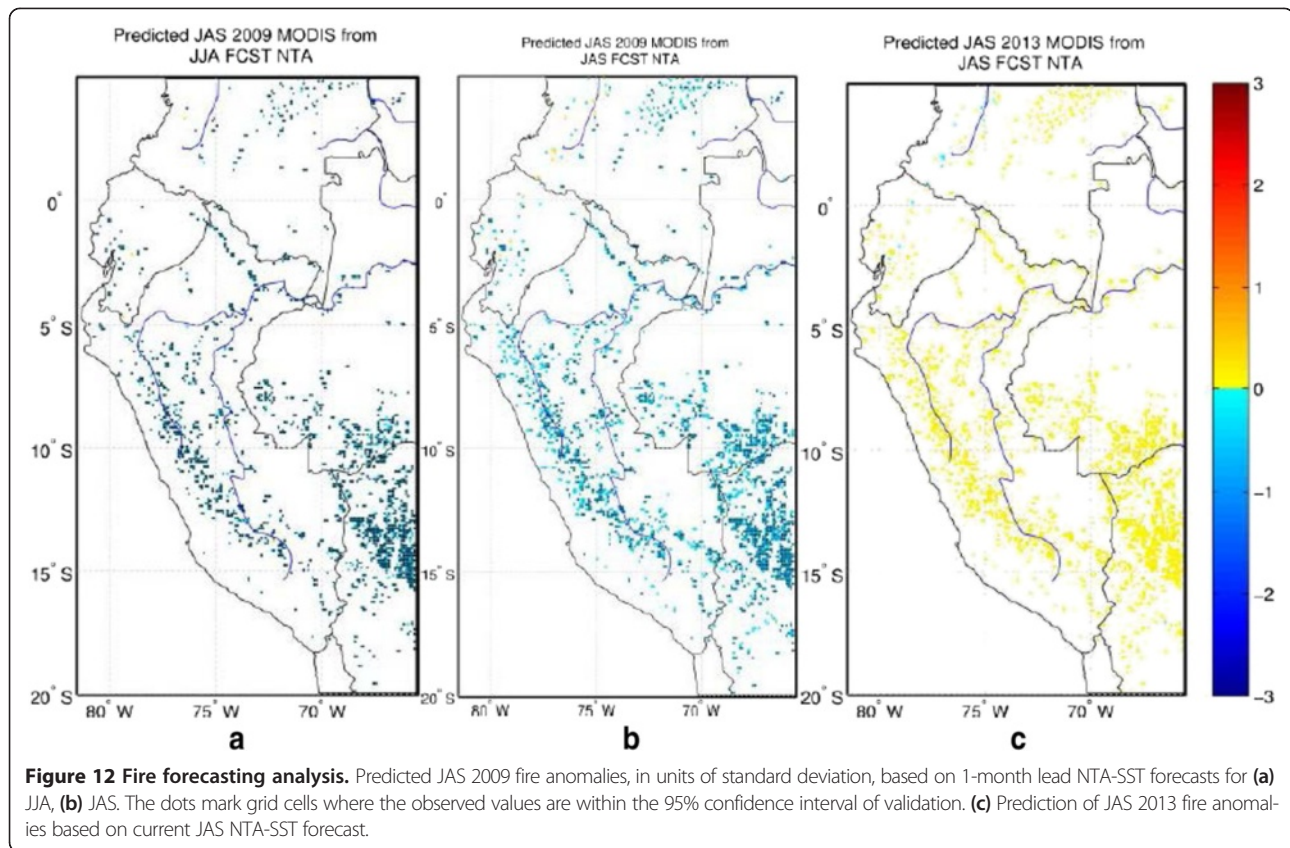 Predicted JAS 2009 MODIS from
JJA FCST NTA
Predicted JAS 2009 MODIS from
JAS FCST NTA
Predicted JAS 2013 MODIS from
JAS FCST NTA
0°
5° S
10° S
15° S
20° S
80° W
75° W
70° W
a
0°
5° S
10° S
15° S
20° S
80° W
75° W
70° W
b
0°
5° S
10° S
15° S
20° S
80° W
75° W
70° W
c
3
2
1
0
−1
−2
−3
Figure 12 Fire forecasting analysis. Predicted JAS 2009 fire anomalies, in units of standard deviation, based on 1-month lead NTA-SST forecasts for (a)
JJA, (b) JAS. The dots mark grid cells where the observed values are within the 95% confidence interval of validation. (c) Prediction of JAS 2013 fire anomal-
ies based on current JAS NTA-SST forecast.